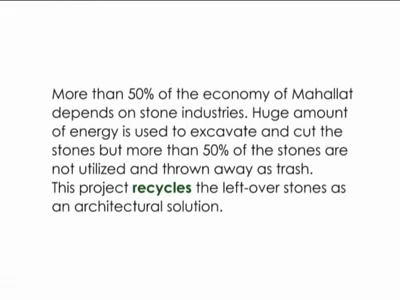 More than 50% of the economy of Mahallat
depends on stone industries. Huge amount
of energy is used to excavate and cut the
stones but more than 50% of the stones are
not utilized and thrown away as trash.
This project recycles the left-over stones as
an architectural solution.